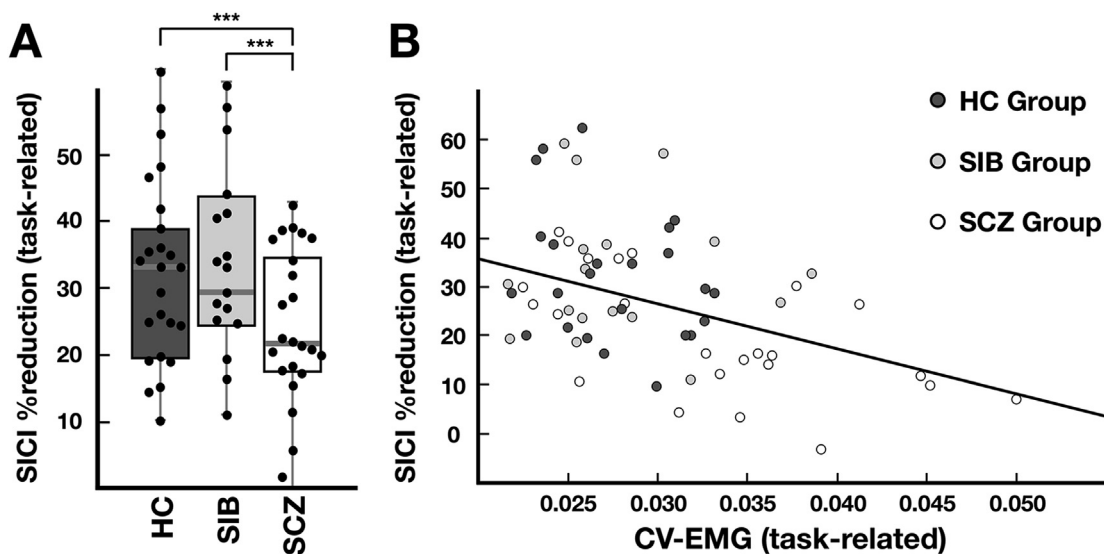 A
***
***
SICI %reduction (task-related)
50
40
30
20
10
HC
SIB
SCZ
B
SICI %reduction (task-related)
60
50
40
30
20
10
0
0.025 0.030 0.035 0.040 0.045 0.050
CV-EMG (task-related)
HC Group
SIB Group
SCZ Group